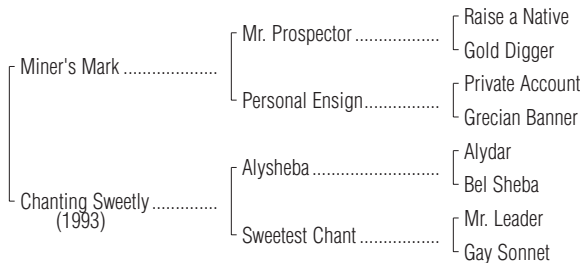 Raise a Native
Mr. Prospector ..................
Gold Digger
Miner's Mark ....................
Private Account
Personal Ensign................
Grecian Banner
Alydar
Alysheba ...........................
Bel Sheba
Chanting Sweetly..............
(1993)
Mr. Leader
Sweetest Chant .................
Gay Sonnet